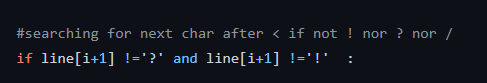 #searching for next char after < if not ! nor ? nor /
if line[i+1] !='?' and line[i+1] !='!'  :